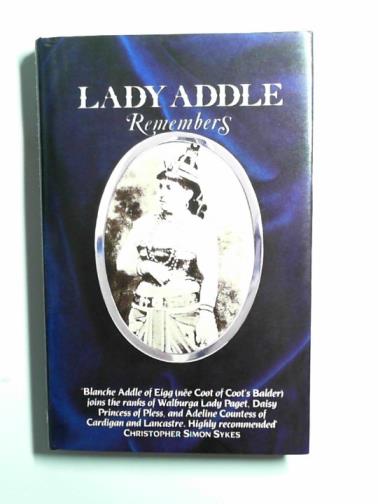 LADY ADDLE
Remembers
'Blanche Addle of Eigg (née Coot of Coot's Balder)
joins the ranks of Walburga Lady Paget, Daisy
Princess of Pless, and Adeline Countess of
Cardigan and Lancastre. Highly recommended'
CHRISTOPHER SIMON SYKES